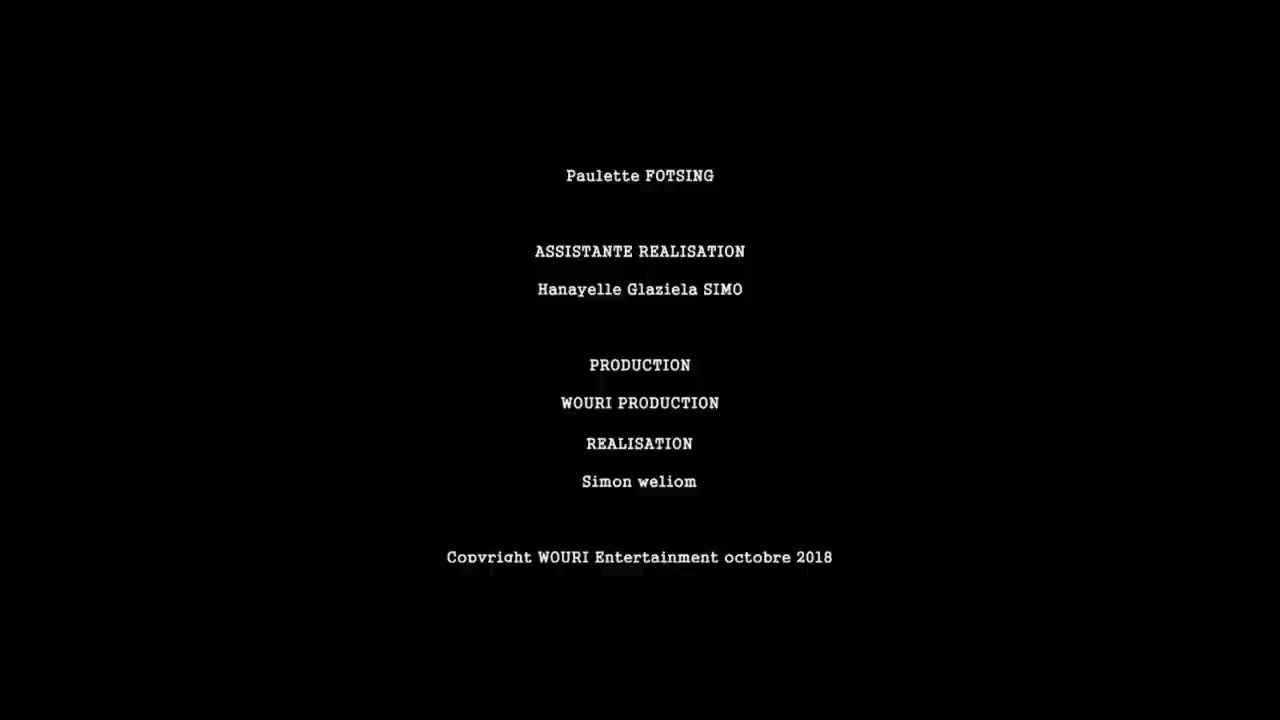 Paulette FOTSING
ASSISTANTE REALISATION
Hanayelle Glaziela SIMO
PRODUCTION
WOURI PRODUCTION
REALISATION
Simon weliom
Copyright WOURI Entertainment octobre 2018